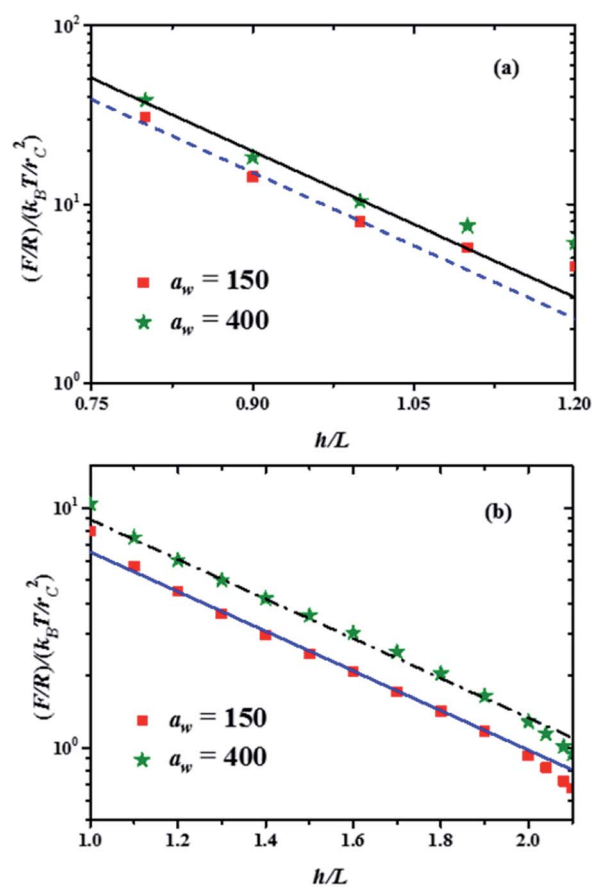 10²
(a)
(F/R)/(k_BT/r_C²)
10¹
a_w = 150
a_w = 400
10⁰
0.75 0.90 1.05 1.20
h/L
10¹
(b)
(F/R)/(k_BT/r_C²)
a_w = 150
10⁰
a_w = 400
1.0 1.2 1.4 1.6 1.8 2.0
h/L